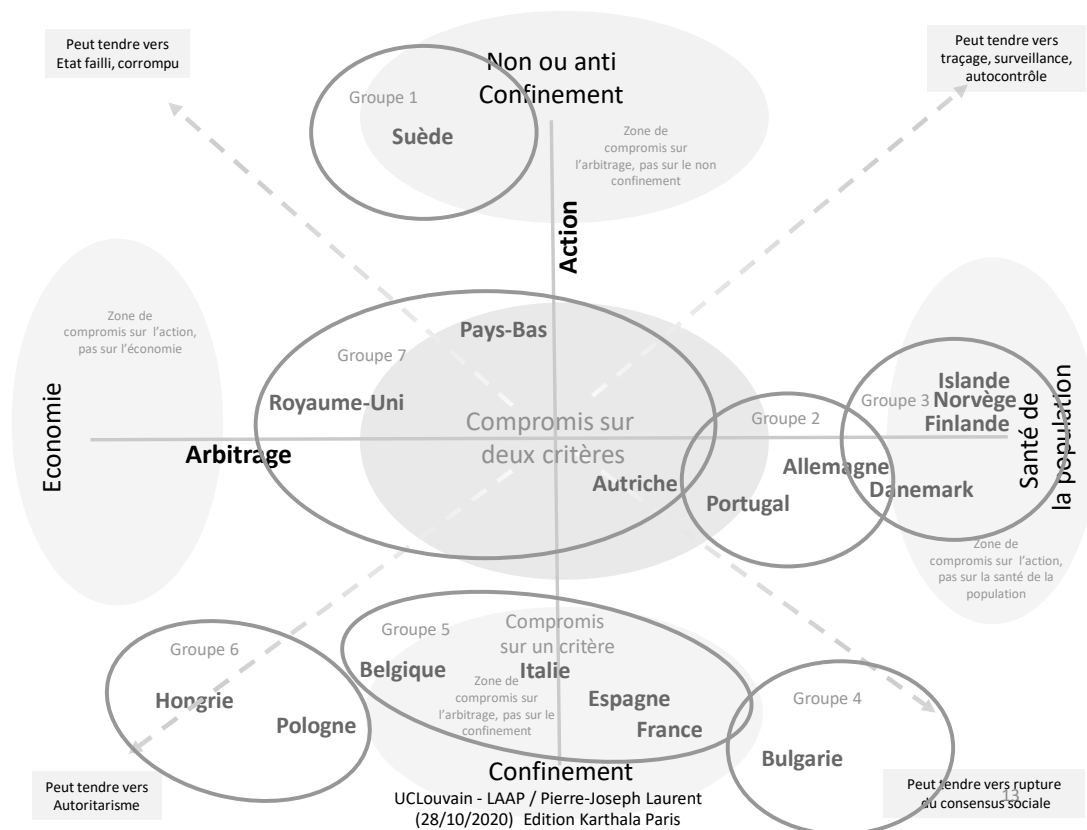 Peut tendre vers
Etat failli, corrompu
Non ou anti
Confinement
Peut tendre vers
traçage, surveillance,
autocontrôle
Groupe 1
Suède
Zone de
compromis sur
l'arbitrage, pas sur le non
confinement
Action
Zone de
compromis sur l'action,
pas sur l'économie
Pays-Bas
Groupe 7
Royaume-Uni
Economie
Arbitrage
Compromis sur
deux critères
Autriche
Groupe 2
Allemagne
Portugal
Groupe 3
Islande
Norvège
Finlande
Danemark
Santé de
la population
Zone de
compromis sur l'action,
pas sur la santé de la
population
Groupe 6
Hongrie
Pologne
Groupe 5
Belgique
Compromis
sur un critère
Italie
Zone de
compromis sur
l'arbitrage, pas sur le
confinement
Espagne
France
Groupe 4
Bulgarie
Peut tendre vers
Autoritarisme
Confinement
UCLouvain - LAAP / Pierre-Joseph Laurent
(28/10/2020) Edition Karthala Paris
Peut tendre vers rupture
du consensus sociale
13